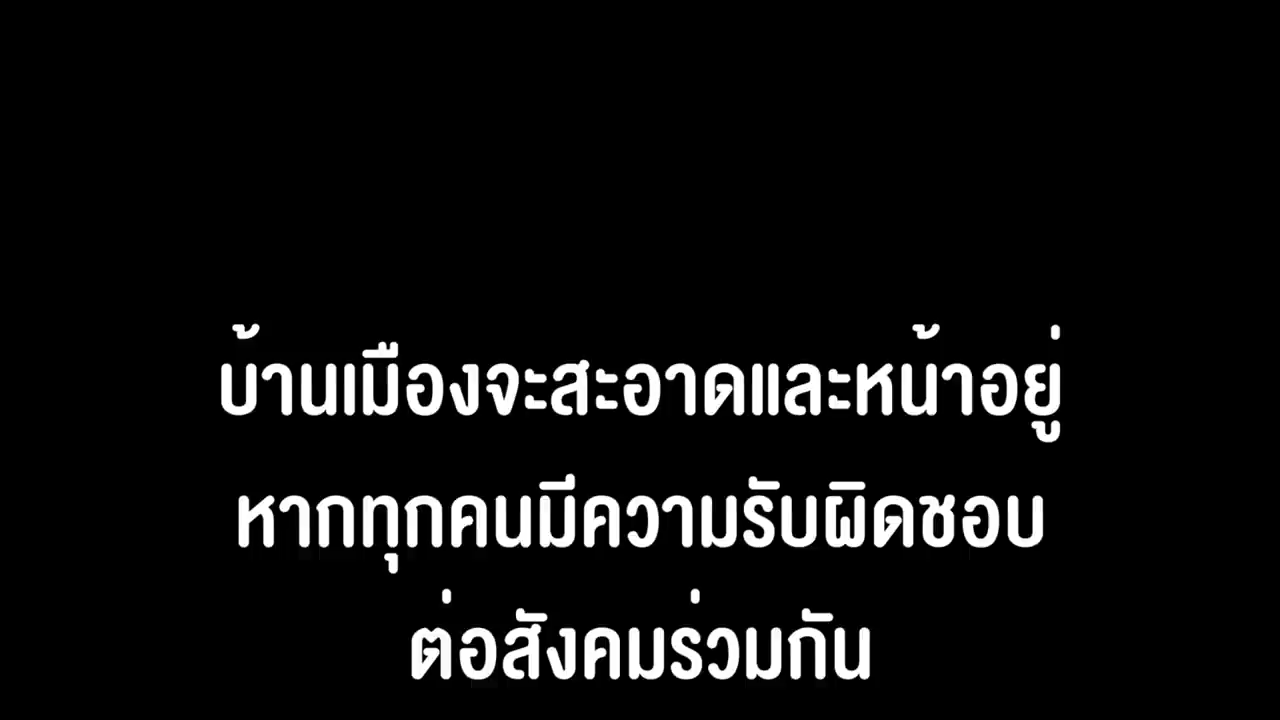 บ้านเมืองจะสะอาดและหน้าอยู่
หากทุกคนมีความรับผิดชอบ
ต่อสังคมร่วมกัน